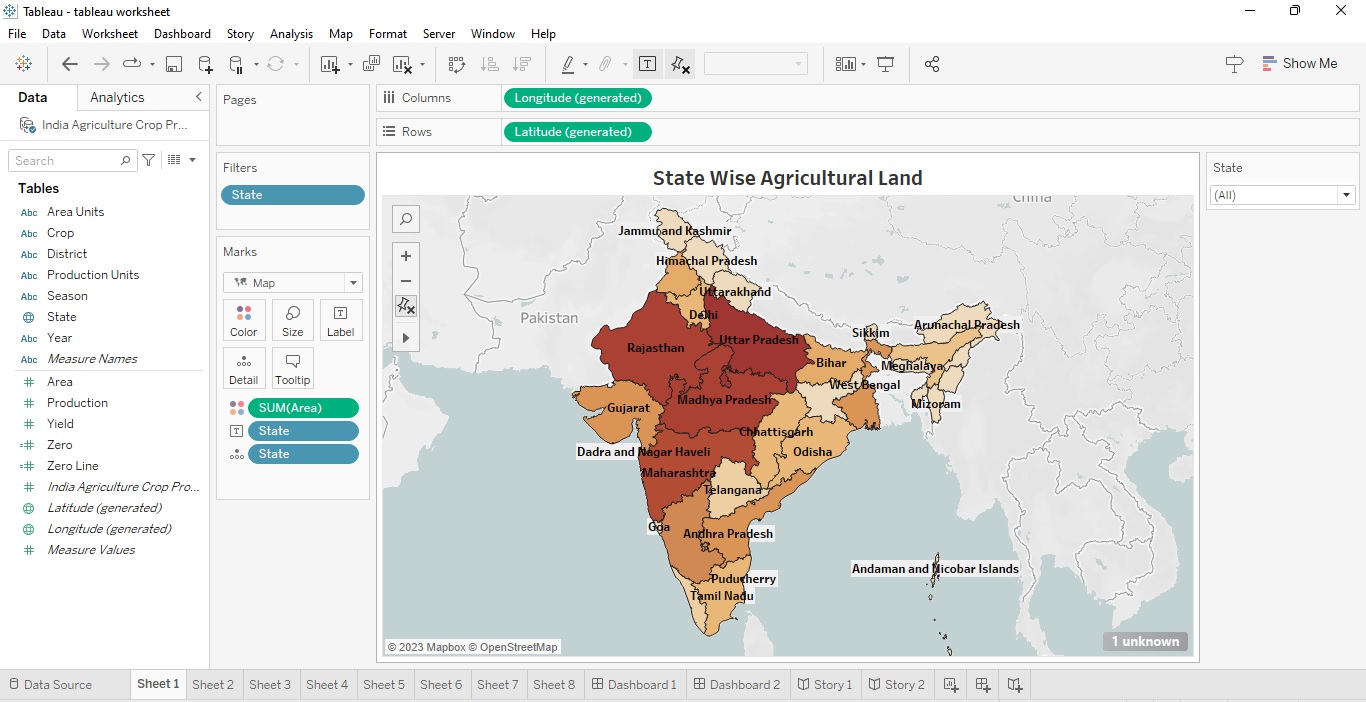 Tableau - tableau worksheet
File Data Worksheet Dashboard Story Analysis Map Format Server Window Help
Show Me
Data Analytics
India Agriculture Crop Pr...
Search
Tables
Abc Area Units
Abc Crop
Abc District
Abc Production Units
Abc Season
State
Abc Year
Abc Measure Names
Area
Production
Yield
Zero
Zero Line
India Agriculture Crop Pro...
Latitude (generated)
Longitude (generated)
Measure Values
Pages
Filters
State
Marks
Map
Color Size Label
Detail Tooltip
SUM(Area)
State
State
Columns Longitude (generated)
Rows Latitude (generated)
State Wise Agricultural Land
China
Jammu and Kashmir
Himachal Pradesh
Uttarakhand
Pakistan
Delhi
Sikkim
Arunachal Pradesh
Rajasthan
Uttar Pradesh
Bihar
Meghalaya
West Bengal
Madhya Pradesh
Mizoram
Gujarat
Chhattisgarh
Dadra and Nagar Haveli
Odisha
Maharashtra
Telangana
Goa
Andhra Pradesh
Andaman and Nicobar Islands
Puducherry
Tamil Nadu
© 2023 Mapbox © OpenStreetMap
1 unknown
State
(All)
Data Source Sheet 1 Sheet 2 Sheet 3 Sheet 4 Sheet 5 Sheet 6 Sheet 7 Sheet 8 Dashboard 1 Dashboard 2 Story 1 Story 2